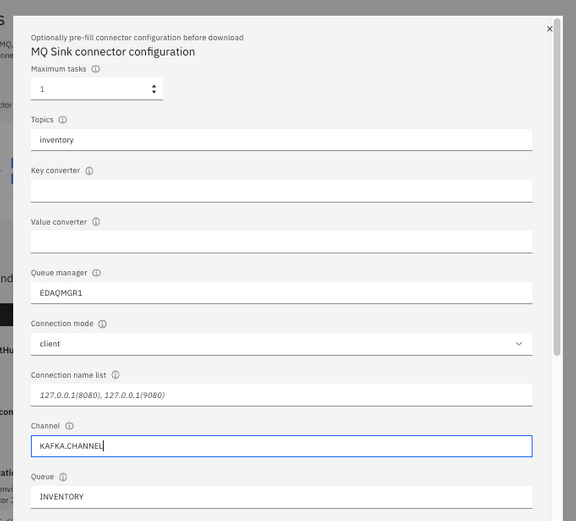 Optionally pre-fill connector configuration before download
MQ Sink connector configuration
Maximum tasks
1
Topics
inventory
Key converter
Value converter
Queue manager
EDAQMGR1
Connection mode
client
Connection name list
127.0.0.1(8080), 127.0.0.1(9080)
Channel
KAFKA.CHANNEL
Queue
INVENTORY